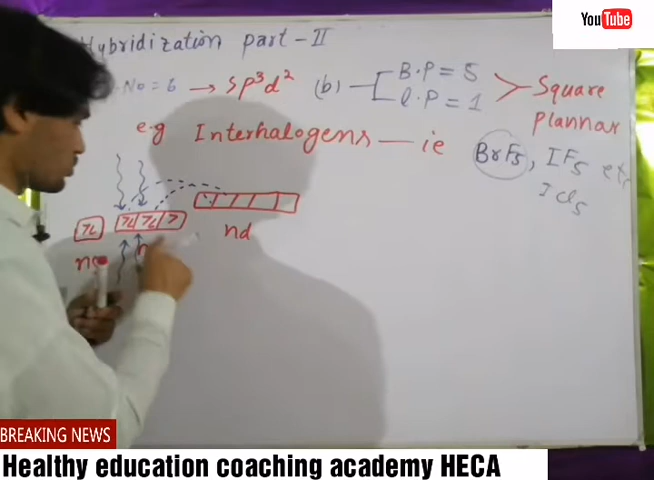 YouTube
Hybridization part - II
No = 6 → Sp³d² (b) B.P = 5
l.P = 1
Square
plannar
e.g Interhalogens — ie BrF5, IF5 etc
ICl5
nd
BREAKING NEWS
Healthy education coaching academy HECA